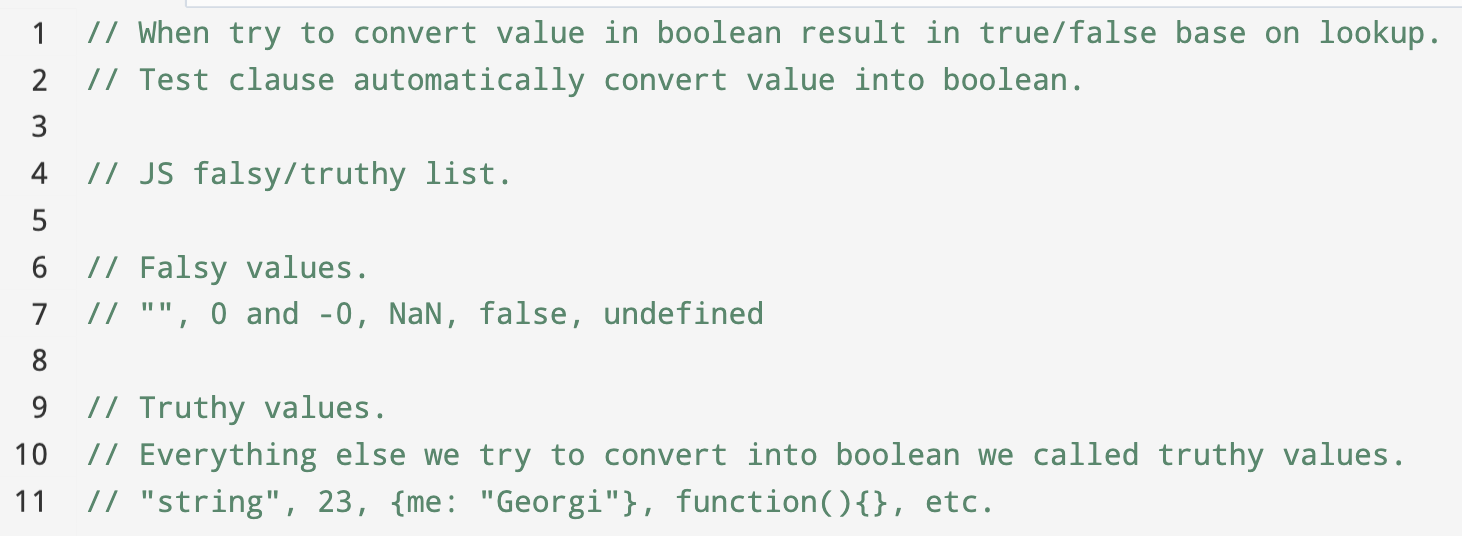 1 // When try to convert value in boolean result in true/false base on lookup.
2 // Test clause automatically convert value into boolean.
3
4 // JS falsy/truthy list.
5
6 // Falsy values.
7 // "", 0 and -0, NaN, false, undefined
8
9 // Truthy values.
10 // Everything else we try to convert into boolean we called truthy values.
11 // "string", 23, {me: "Georgi"}, function(){}, etc.